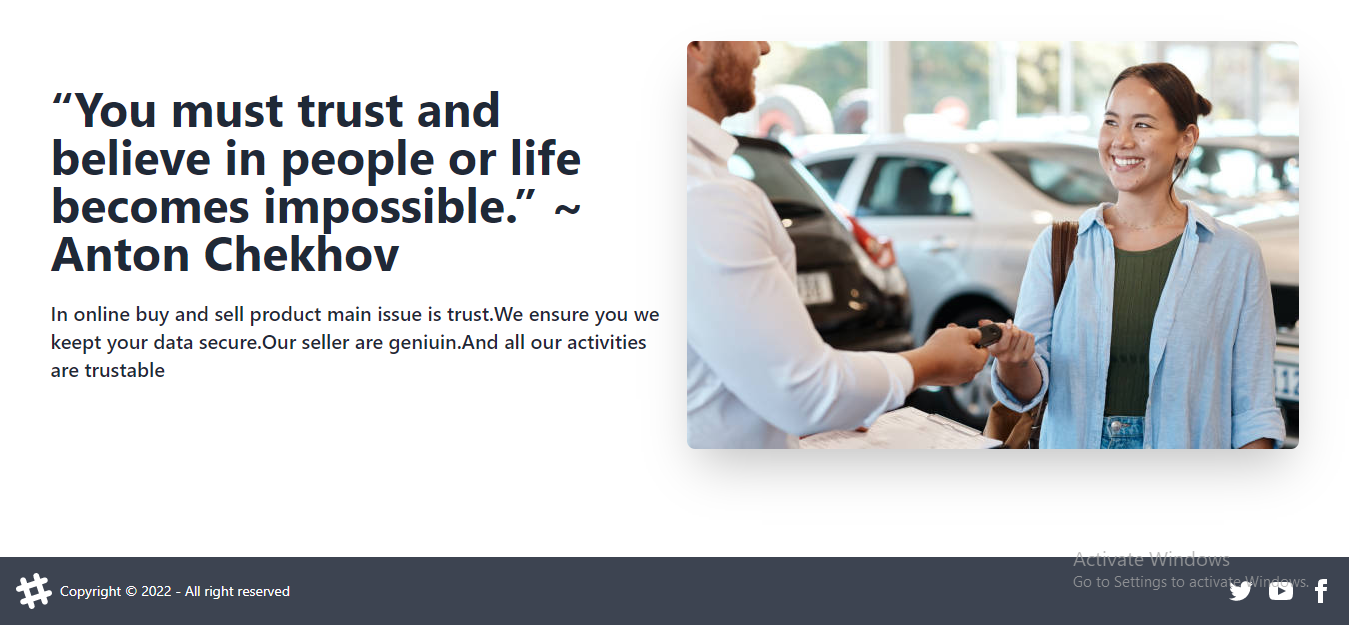 “You must trust and
believe in people or life
becomes impossible.” ~
Anton Chekhov
In online buy and sell product main issue is trust.We ensure you we
keept your data secure.Our seller are geniuin.And all our activities
are trustable
Activate Windows
Go to Settings to activate Windows.
Copyright © 2022 - All right reserved